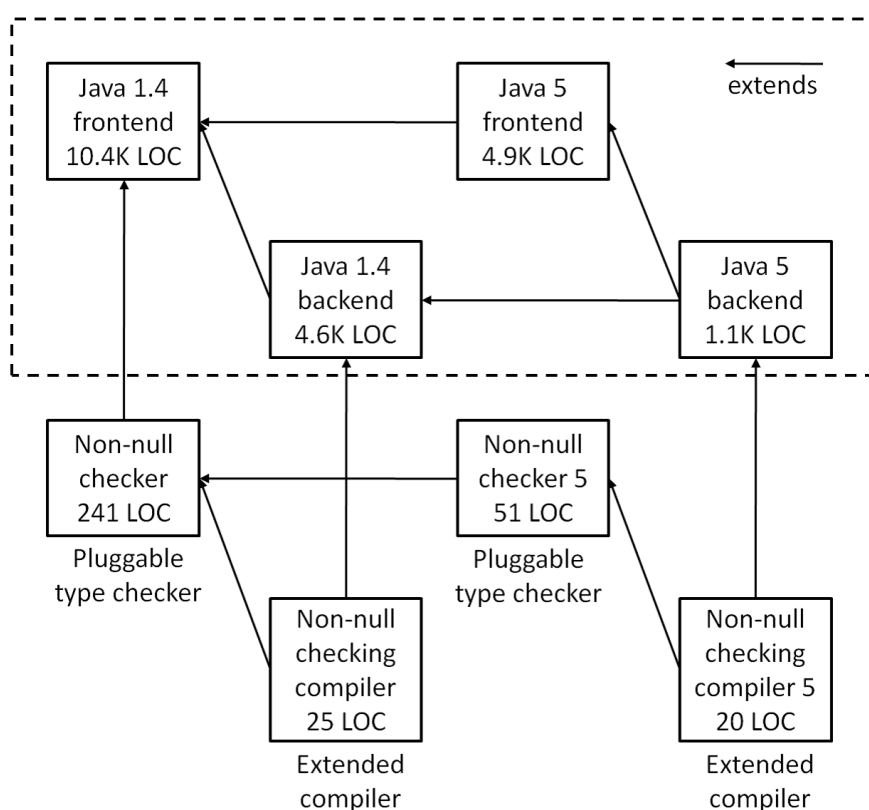 Java 1.4
frontend
10.4K LOC
Java 5
frontend
4.9K LOC
extends
Java 1.4
backend
4.6K LOC
Java 5
backend
1.1K LOC
Non-null
checker
241 LOC
Pluggable
type checker
Non-null
checker 5
51 LOC
Pluggable
type checker
Non-null
checking
compiler
25 LOC
Extended
compiler
Non-null
checking
compiler 5
20 LOC
Extended
compiler